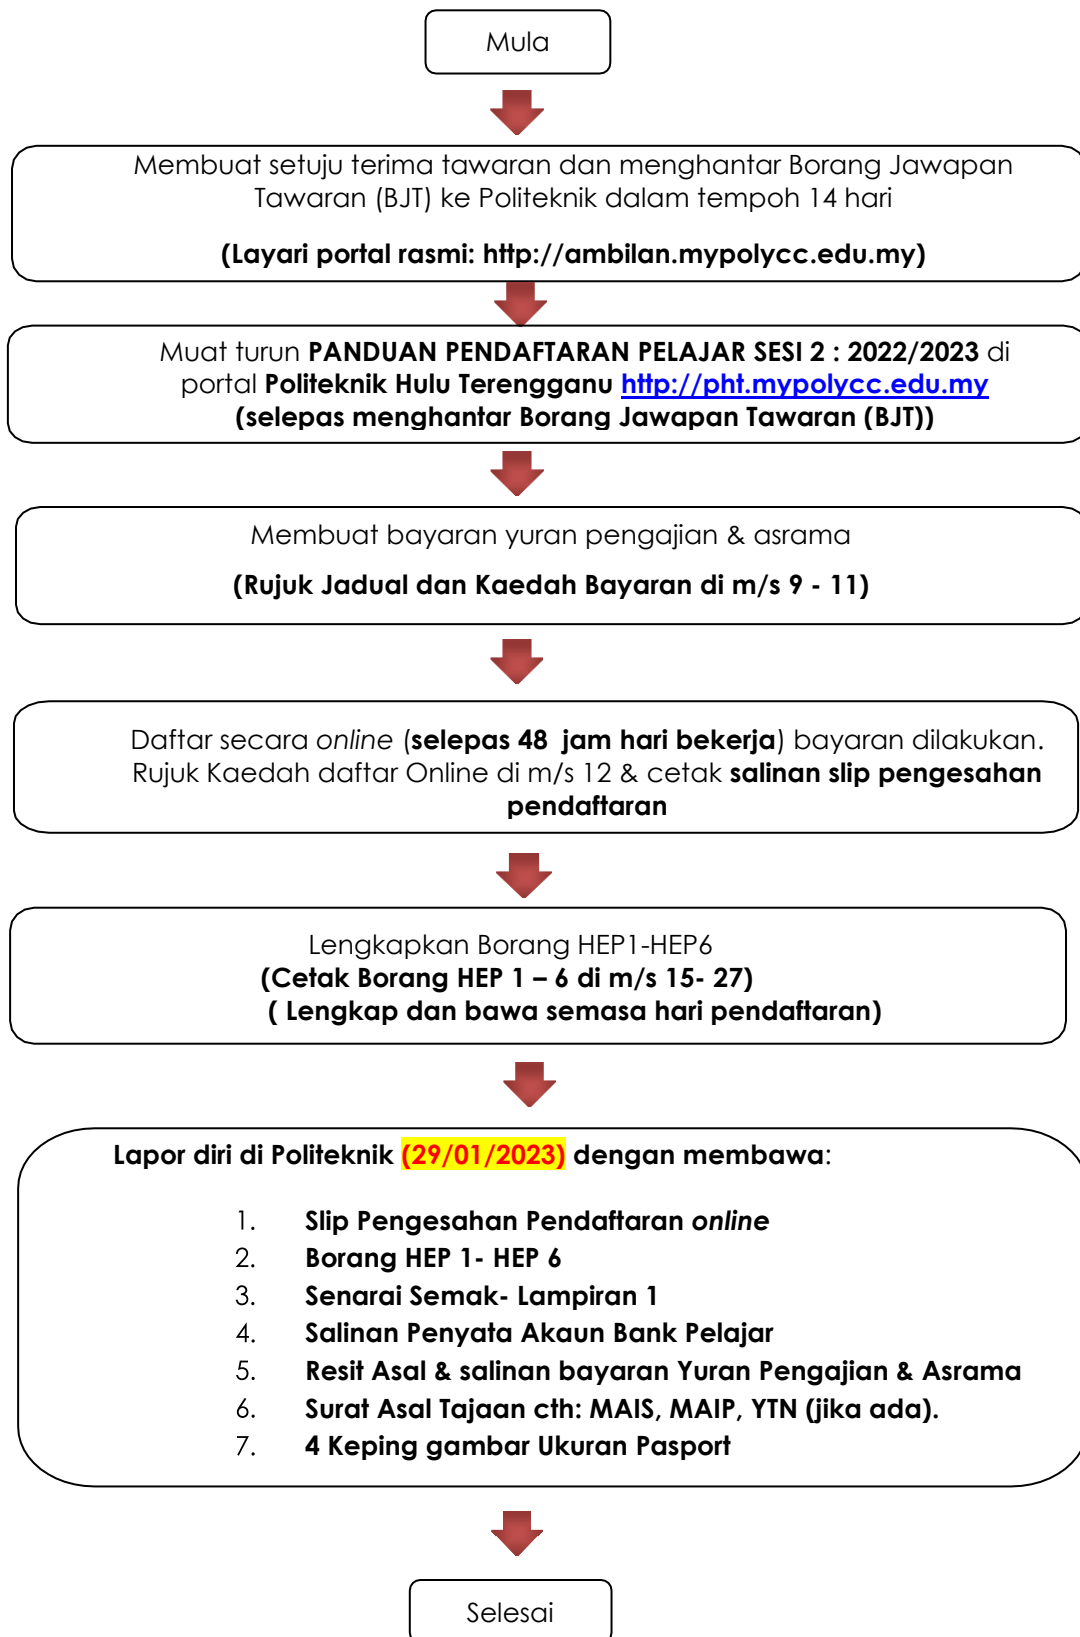 Mula
Membuat setuju terima tawaran dan menghantar Borang Jawapan
Tawaran (BJT) ke Politeknik dalam tempoh 14 hari
(Layari portal rasmi: http://ambilan.mypolycc.edu.my)
Muat turun PANDUAN PENDAFTARAN PELAJAR SESI 2 : 2022/2023 di
portal Politeknik Hulu Terengganu http://pht.mypolycc.edu.my
(selepas menghantar Borang Jawapan Tawaran (BJT))
Membuat bayaran yuran pengajian & asrama
(Rujuk Jadual dan Kaedah Bayaran di m/s 9 - 11)
Daftar secara online (selepas 48 jam hari bekerja) bayaran dilakukan.
Rujuk Kaedah daftar Online di m/s 12 & cetak salinan slip pengesahan
pendaftaran
Lengkapkan Borang HEP1-HEP6
(Cetak Borang HEP 1 – 6 di m/s 15- 27)
( Lengkap dan bawa semasa hari pendaftaran)
Lapor diri di Politeknik (29/01/2023) dengan membawa:
1. Slip Pengesahan Pendaftaran online
2. Borang HEP 1- HEP 6
3. Senarai Semak- Lampiran 1
4. Salinan Penyata Akaun Bank Pelajar
5. Resit Asal & salinan bayaran Yuran Pengajian & Asrama
6. Surat Asal Tajaan cth: MAIS, MAIP, YTN (jika ada).
7. 4 Keping gambar Ukuran Pasport
Selesai